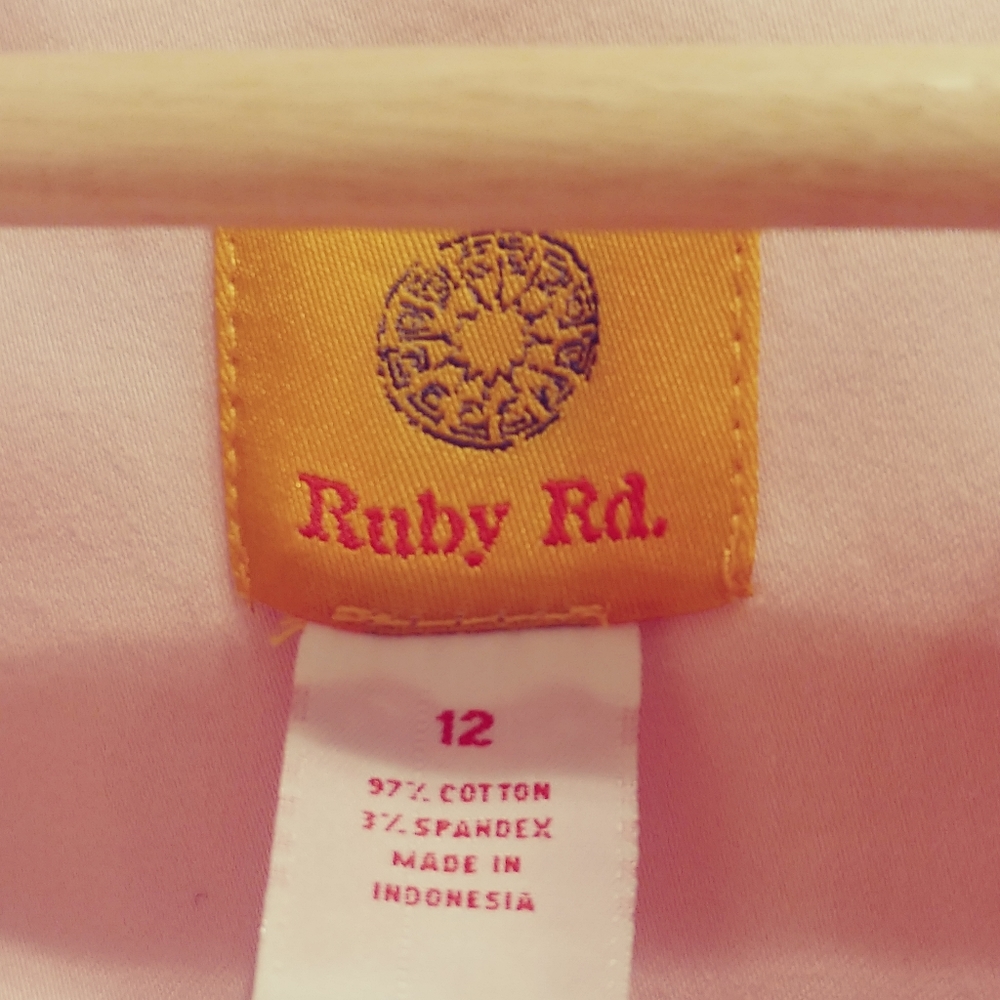 Ruby Rd.
12
97% COTTON
3% SPANDEX
MADE IN
INDONESIA